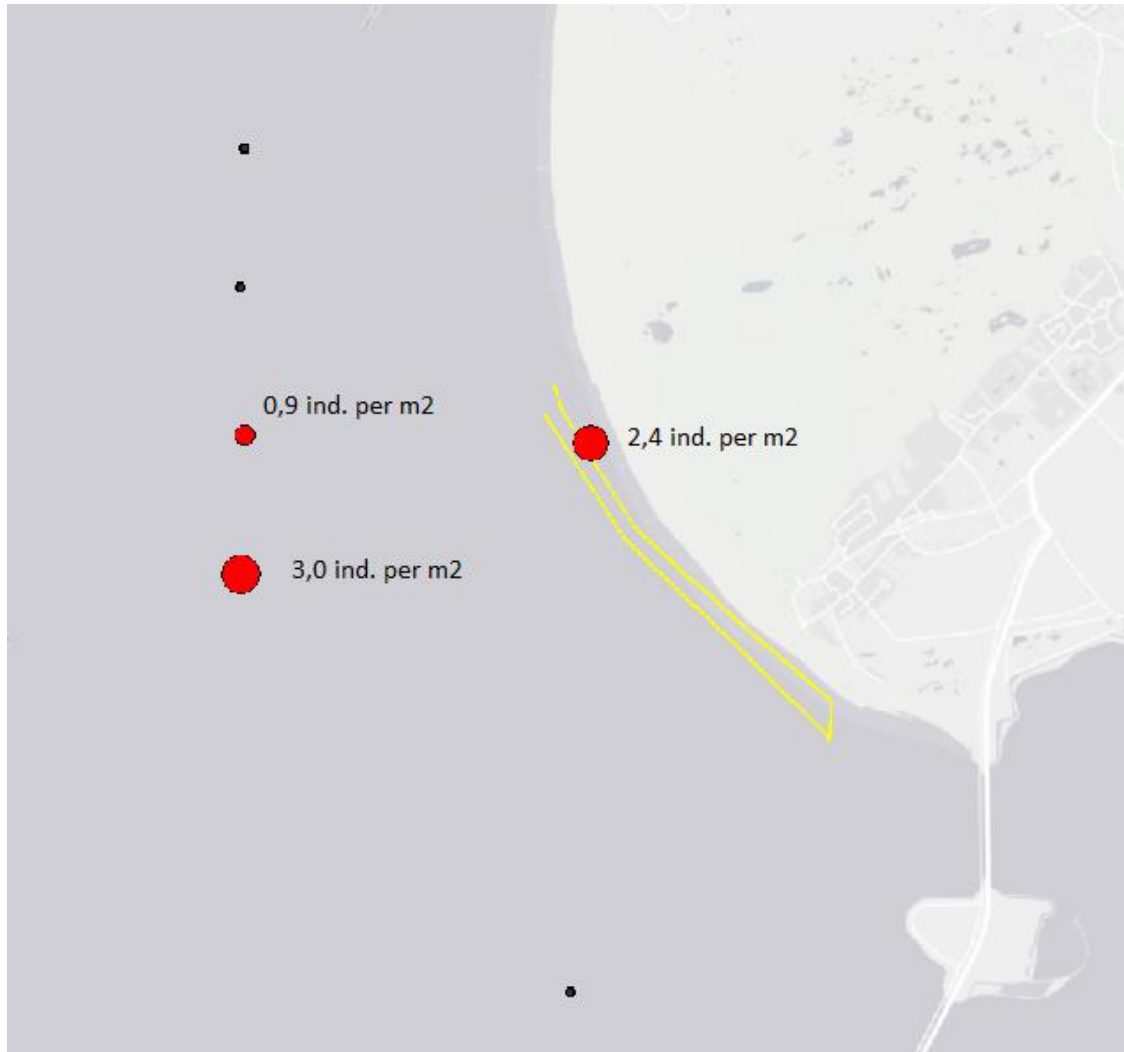 0,9 ind. per m2
2,4 ind. per m2
3,0 ind. per m2